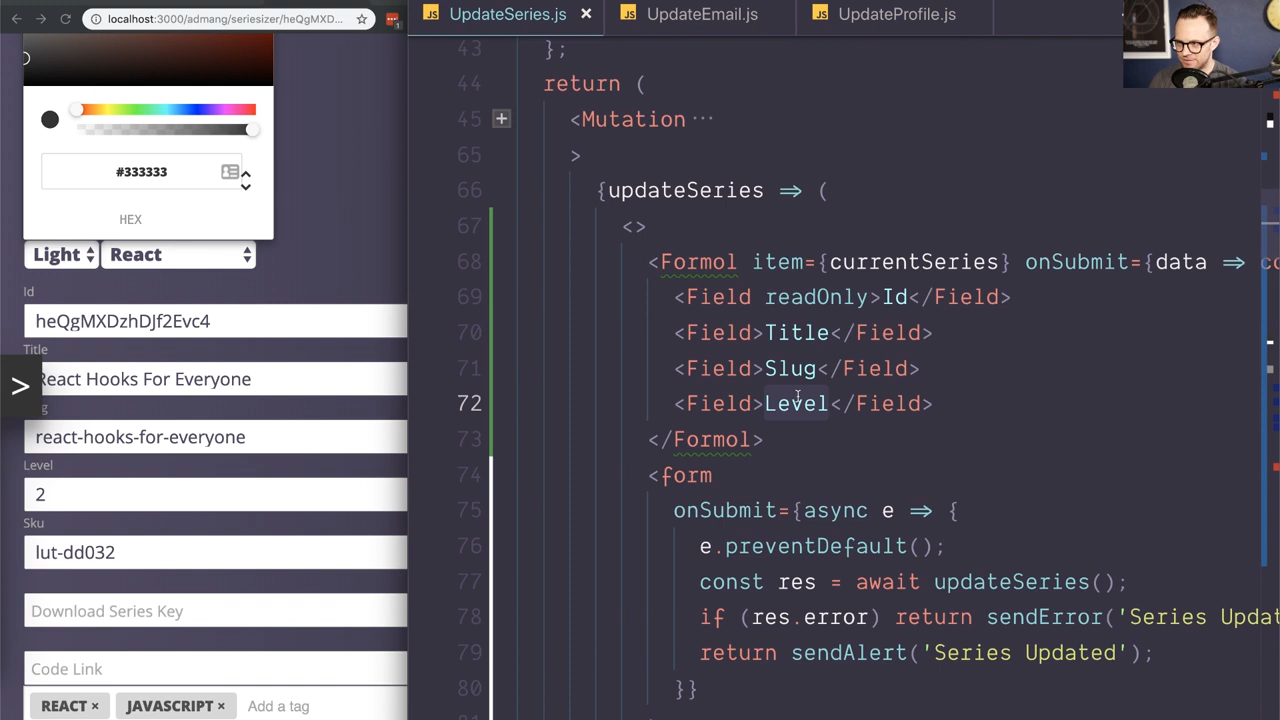 localhost:3000/admang/seriesizer/heQgMXD...
1
#333333
HEX
Light
React
Id
heQgMXDzhDJf2Evc4
Title
React Hooks For Everyone
react-hooks-for-everyone
Level
2
Sku
lut-dd032
Download Series Key
Code Link
REACT ×
JAVASCRIPT ×
Add a tag
>
JS UpdateSeries.js ×
JS UpdateEmail.js
JS UpdateProfile.js
43 };
44 return (
45 + <Mutation ···
65 >
66 {updateSeries => (
67 <>
68 <Formol item={currentSeries} onSubmit={data => co
69 <Field readOnly>Id</Field>
70 <Field>Title</Field>
71 <Field>Slug</Field>
72 <Field>Level</Field>
73 </Formol>
74 <form
75 onSubmit={async e => {
76 e.preventDefault();
77 const res = await updateSeries();
78 if (res.error) return sendError('Series Updat
79 return sendAlert('Series Updated');
80 }}